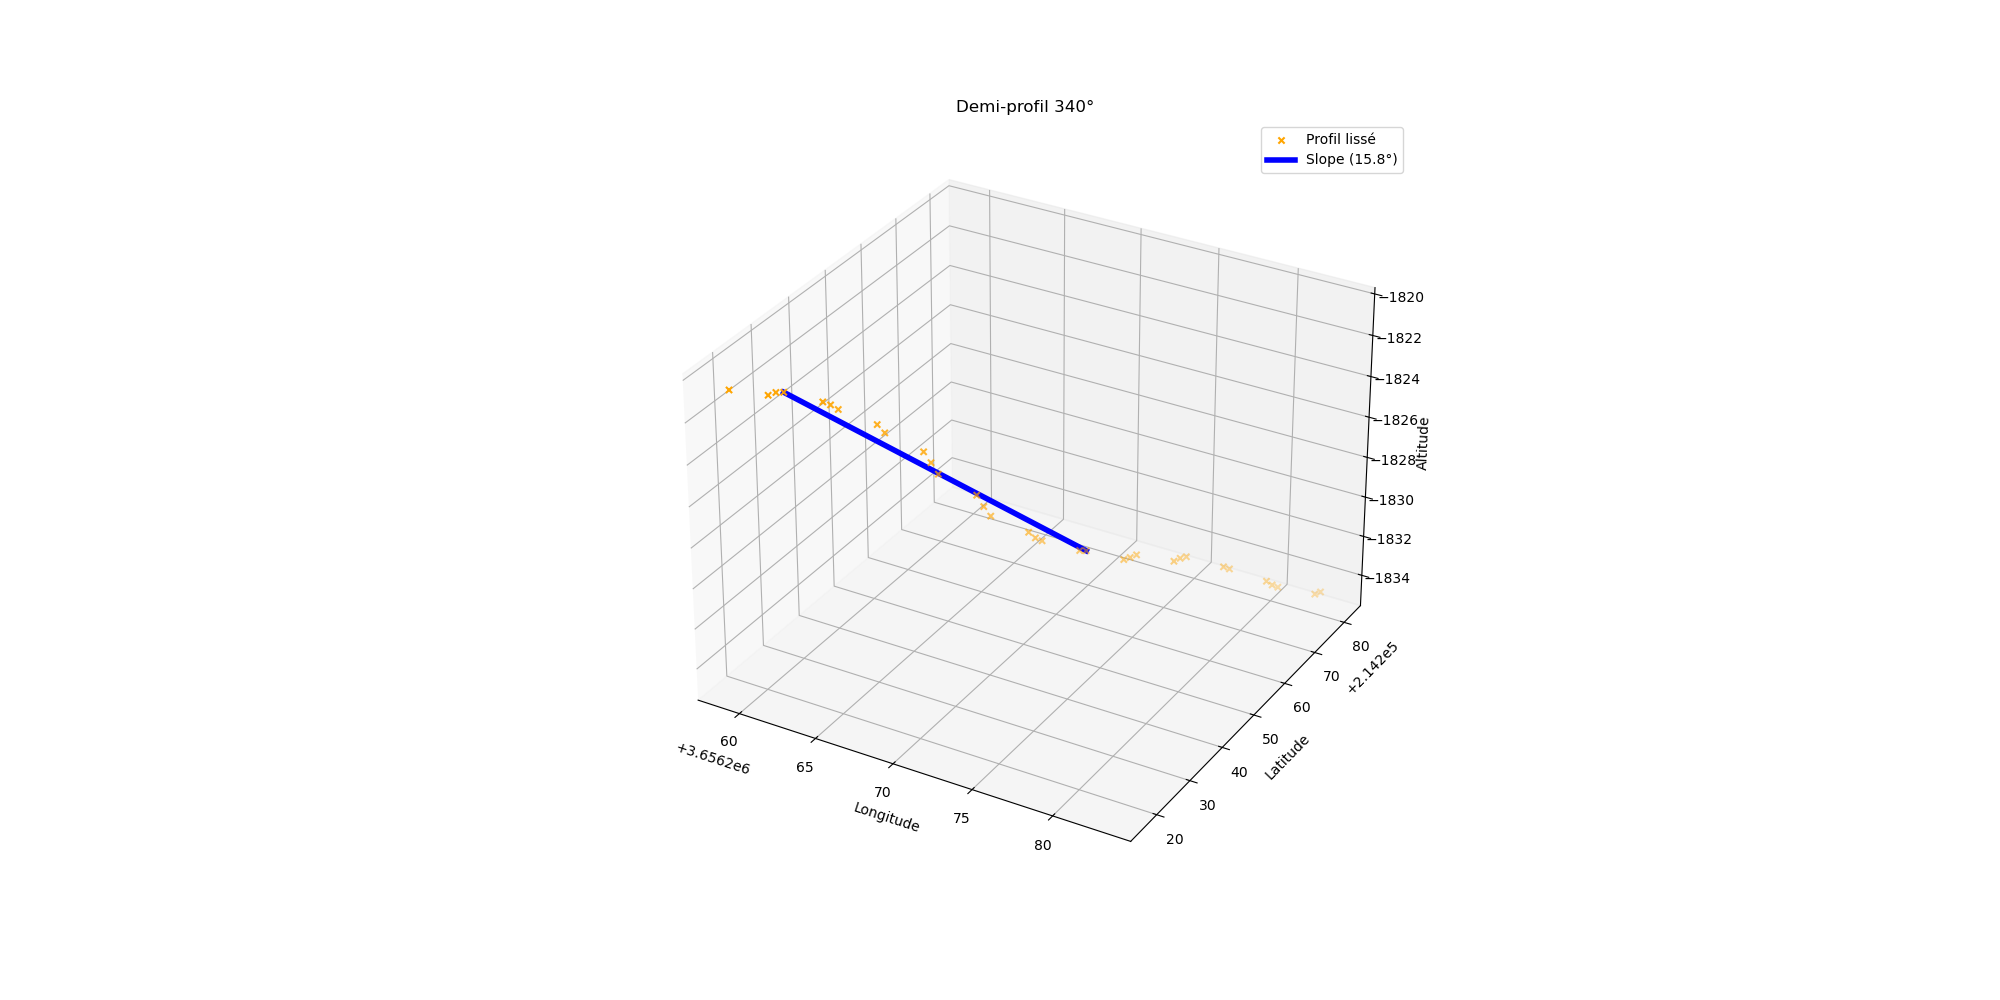 Demi-profil 340°
Profil lissé
Slope (15.8°)
−1820
−1822
−1824
−1826
−1828
−1830
−1832
−1834
Altitude
80
70
60
50
40
30
20
+2.142e5
Latitude
60
65
70
75
80
+3.6562e6
Longitude